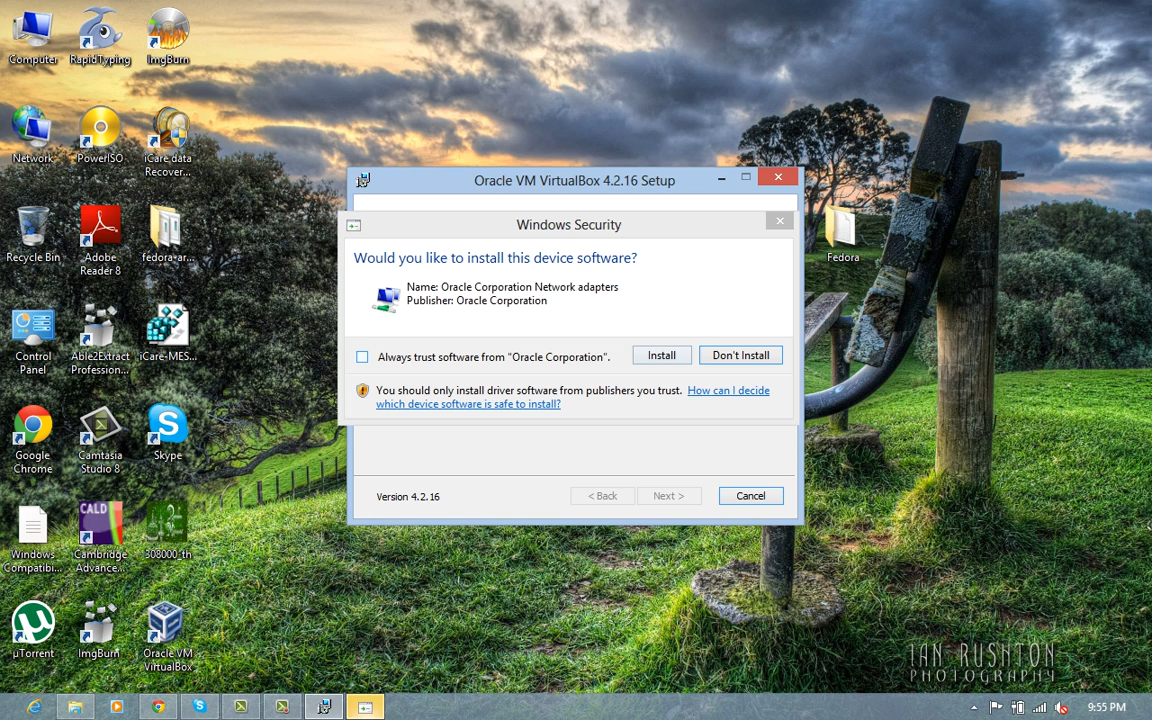 Computer
RapidTyping
ImgBurn
Network
PowerISO
iCare data
Recover...
Recycle Bin
Adobe
Reader 8
fedora-ar...
Control
Panel
Able2Extract
Profession...
iCare-MES...
Google
Chrome
Camtasia
Studio 8
Skype
Windows
Compatibi...
CALD
Cambridge
Advance...
308000-th
µTorrent
ImgBurn
Oracle VM
VirtualBox
Fedora
Oracle VM VirtualBox 4.2.16 Setup
Windows Security
Would you like to install this device software?
Name: Oracle Corporation Network adapters
Publisher: Oracle Corporation
Always trust software from "Oracle Corporation".
Install
Don't Install
You should only install driver software from publishers you trust. How can I decide
which device software is safe to install?
Version 4.2.16
< Back
Next >
Cancel
IAN RUSHTON
PHOTOGRAPHY
9:55 PM